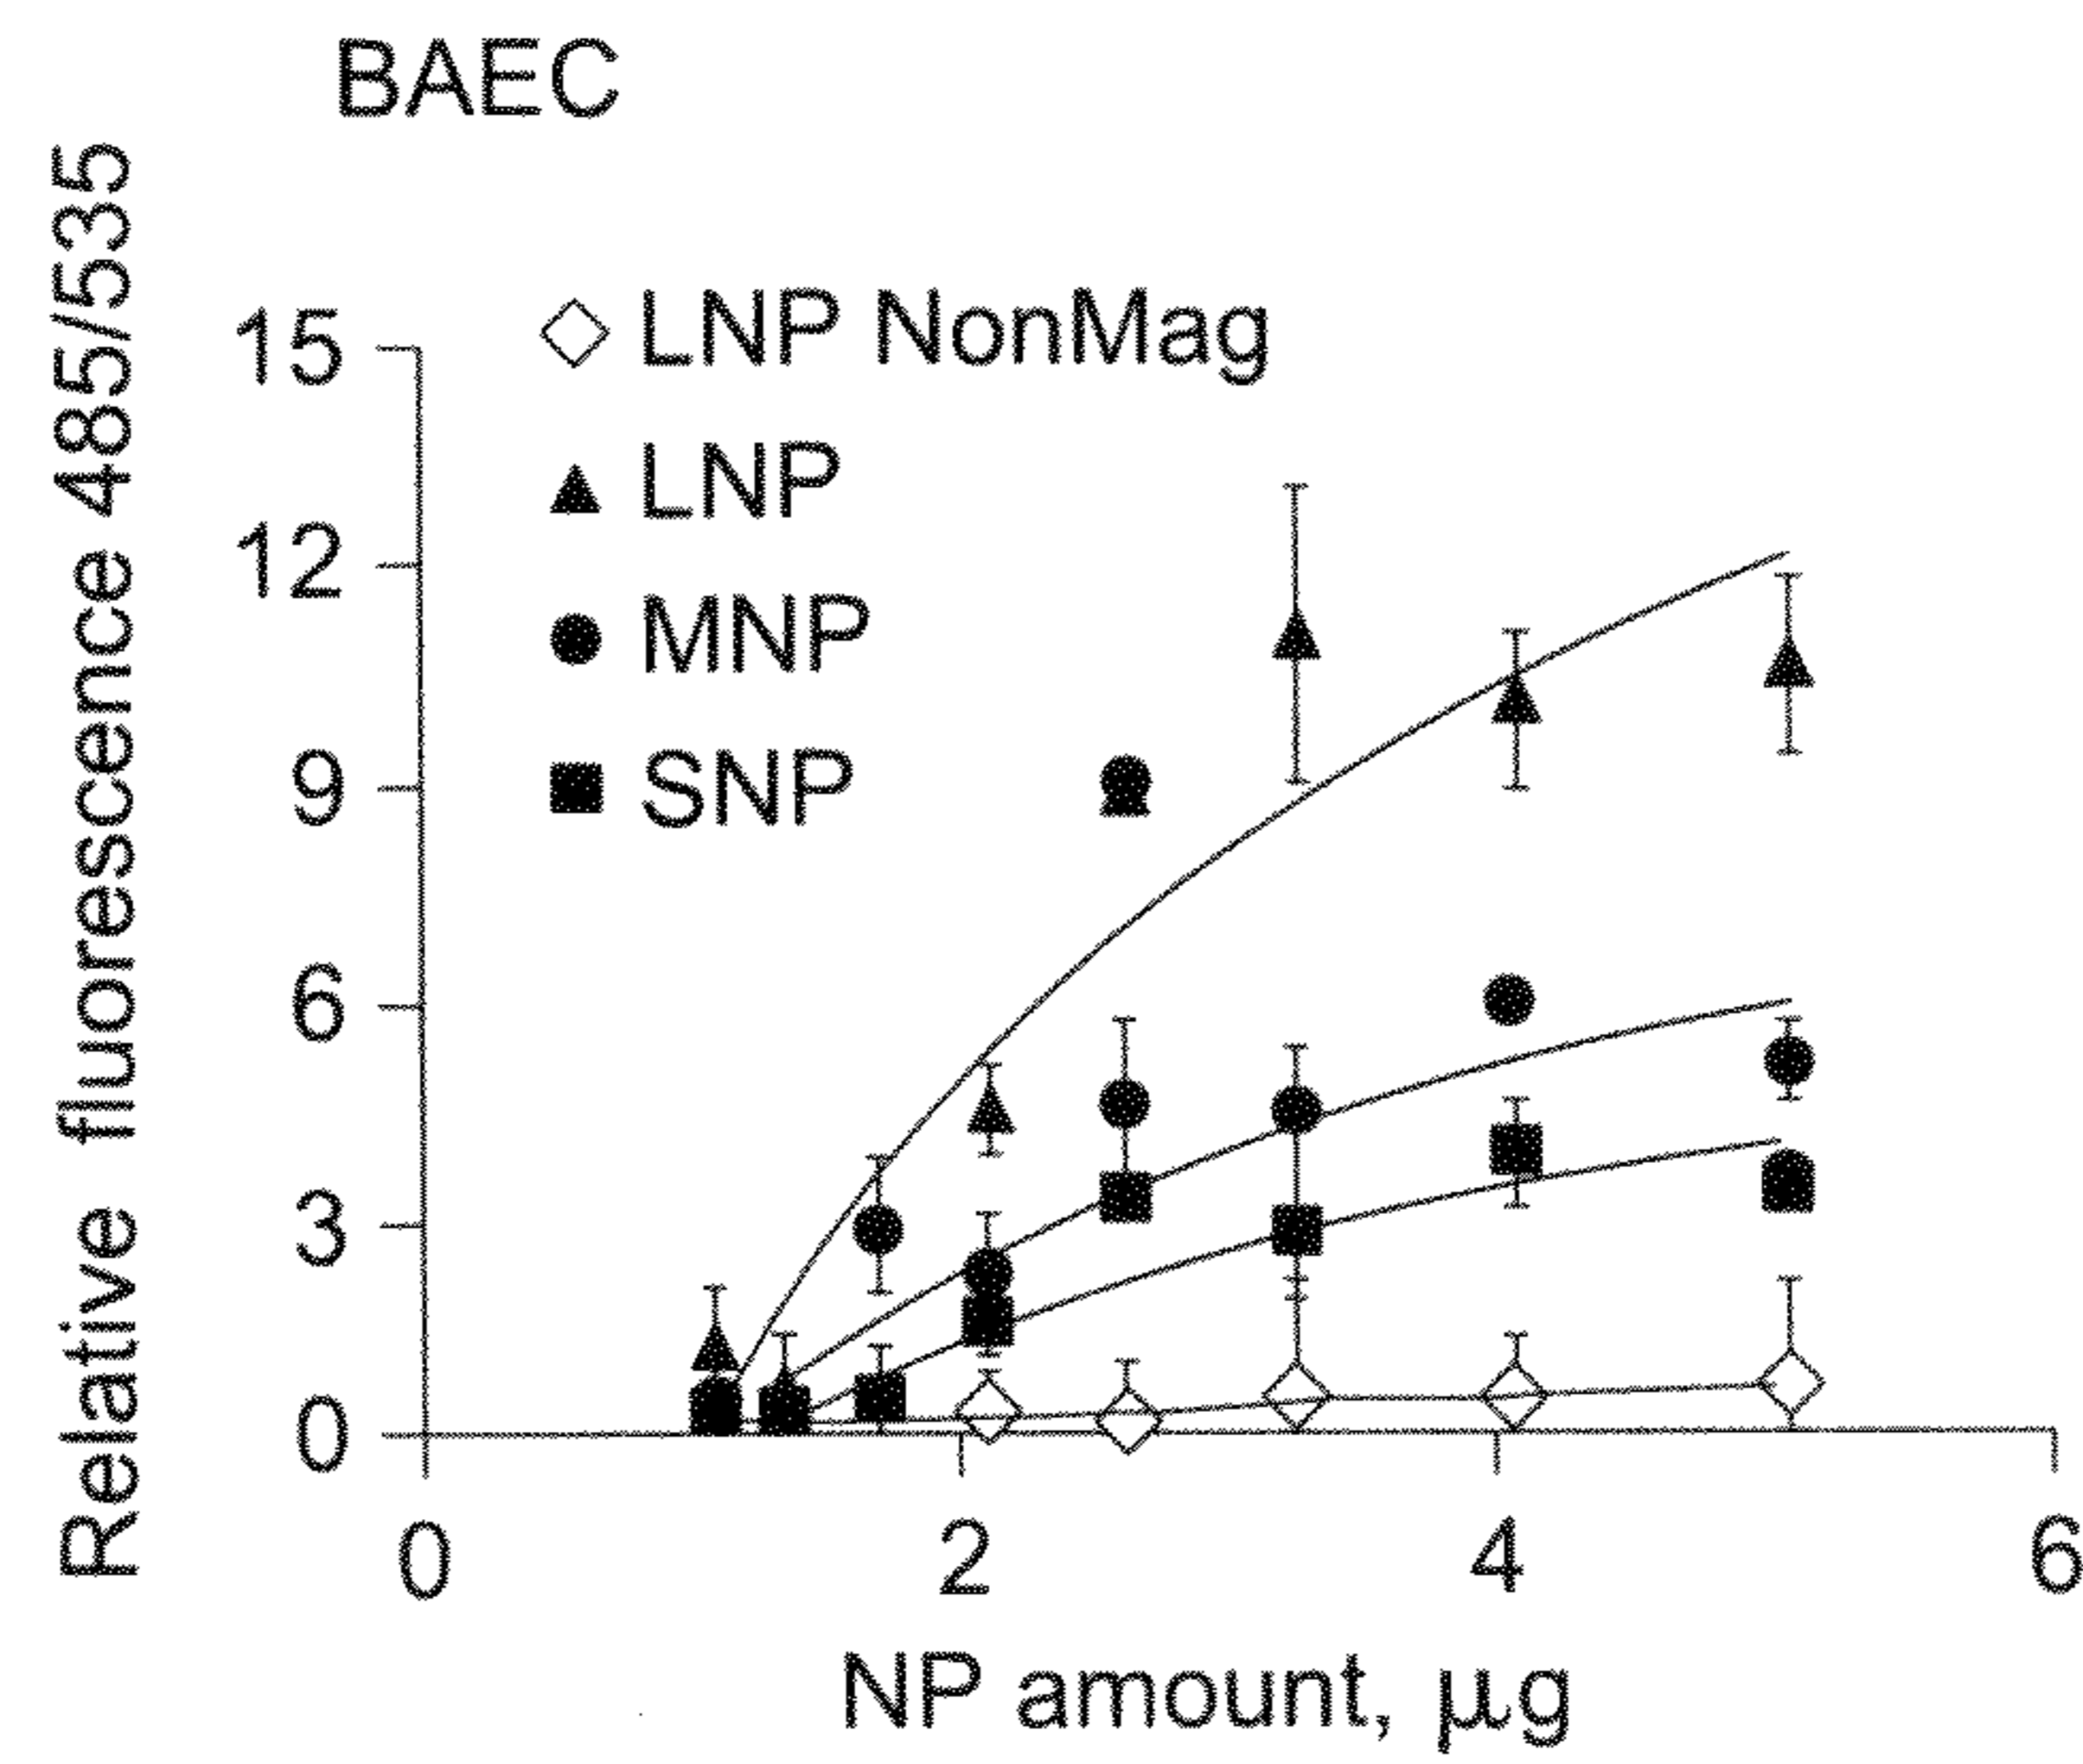 BAEC
Relative fluorescence 485/535
15
12
9
6
3
0
LNP NonMag
LNP
MNP
SNP
0 2 4 6
NP amount, μg